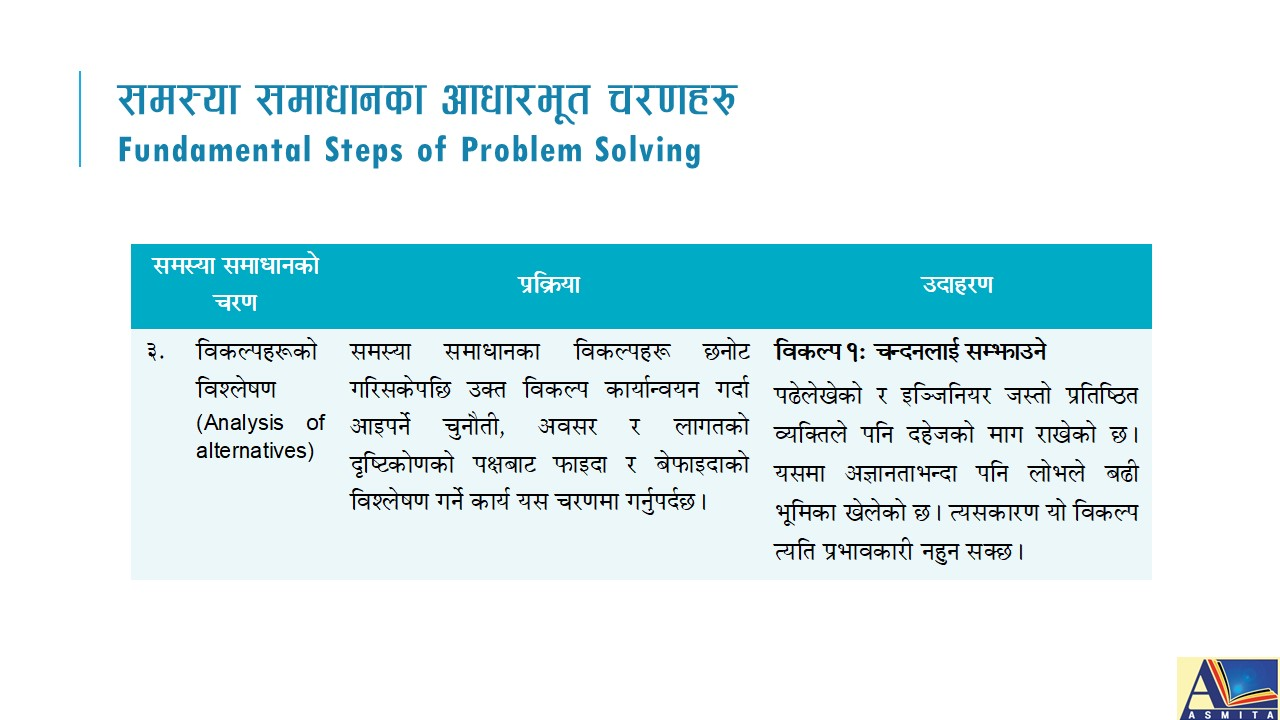 समस्या समाधानका आधारभूत चरणहरु
Fundamental Steps of Problem Solving
समस्या समाधानको
चरण
प्रक्रिया
उदाहरण
३. विकल्पहरूको
विश्लेषण
(Analysis of
alternatives)
समस्या समाधानका विकल्पहरू छनोट
गरिसकेपछि उक्त विकल्प कार्यान्वयन गर्दा
आइपर्ने चुनौती, अवसर र लागतको
दृष्टिकोणको पक्षबाट फाइदा र बेफाइदाको
विश्लेषण गर्ने कार्य यस चरणमा गर्नुपर्दछ।
विकल्प १: चन्दनलाई सम्झाउने
पढेलेखेको र इञ्जिनियर जस्तो प्रतिष्ठित
व्यक्तिले पनि दहेजको माग राखेको छ।
यसमा अज्ञानताभन्दा पनि लोभले बढी
भूमिका खेलेको छ। त्यसकारण यो विकल्प
त्यति प्रभावकारी नहुन सक्छ।
ASMITA